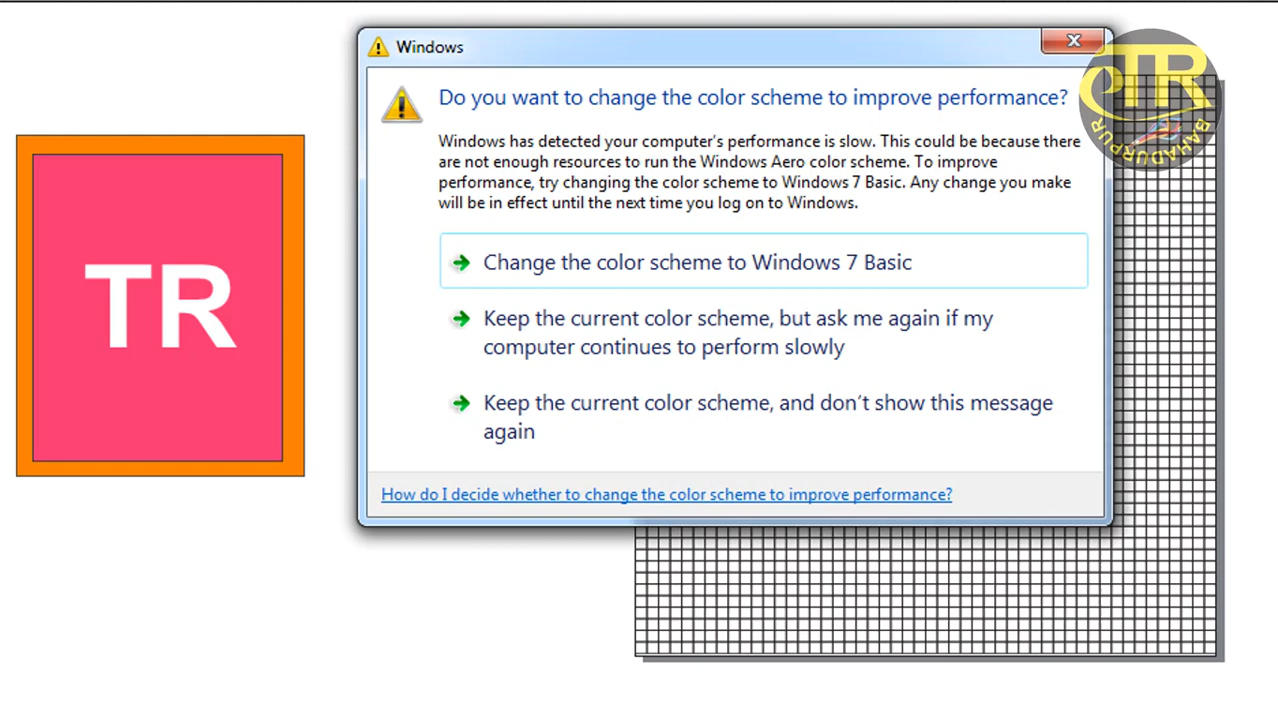 Windows
Do you want to change the color scheme to improve performance?
Windows has detected your computer's performance is slow. This could be because there
are not enough resources to run the Windows Aero color scheme. To improve
performance, try changing the color scheme to Windows 7 Basic. Any change you make
will be in effect until the next time you log on to Windows.
Change the color scheme to Windows 7 Basic
Keep the current color scheme, but ask me again if my
computer continues to perform slowly
Keep the current color scheme, and don't show this message
again
How do I decide whether to change the color scheme to improve performance?
TR
TR
BAHADURPUR